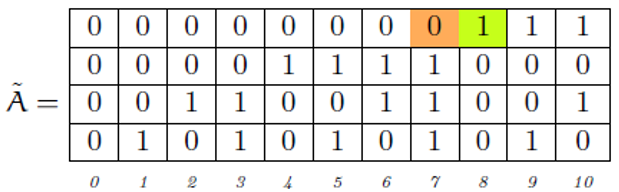 0 0 0 0 0 0 0 0 1 1 1
0 0 0 0 1 1 1 1 0 0 0
Ã = 0 0 1 1 0 0 1 1 0 0 1
0 1 0 1 0 1 0 1 0 1 0
0 1 2 3 4 5 6 7 8 9 10